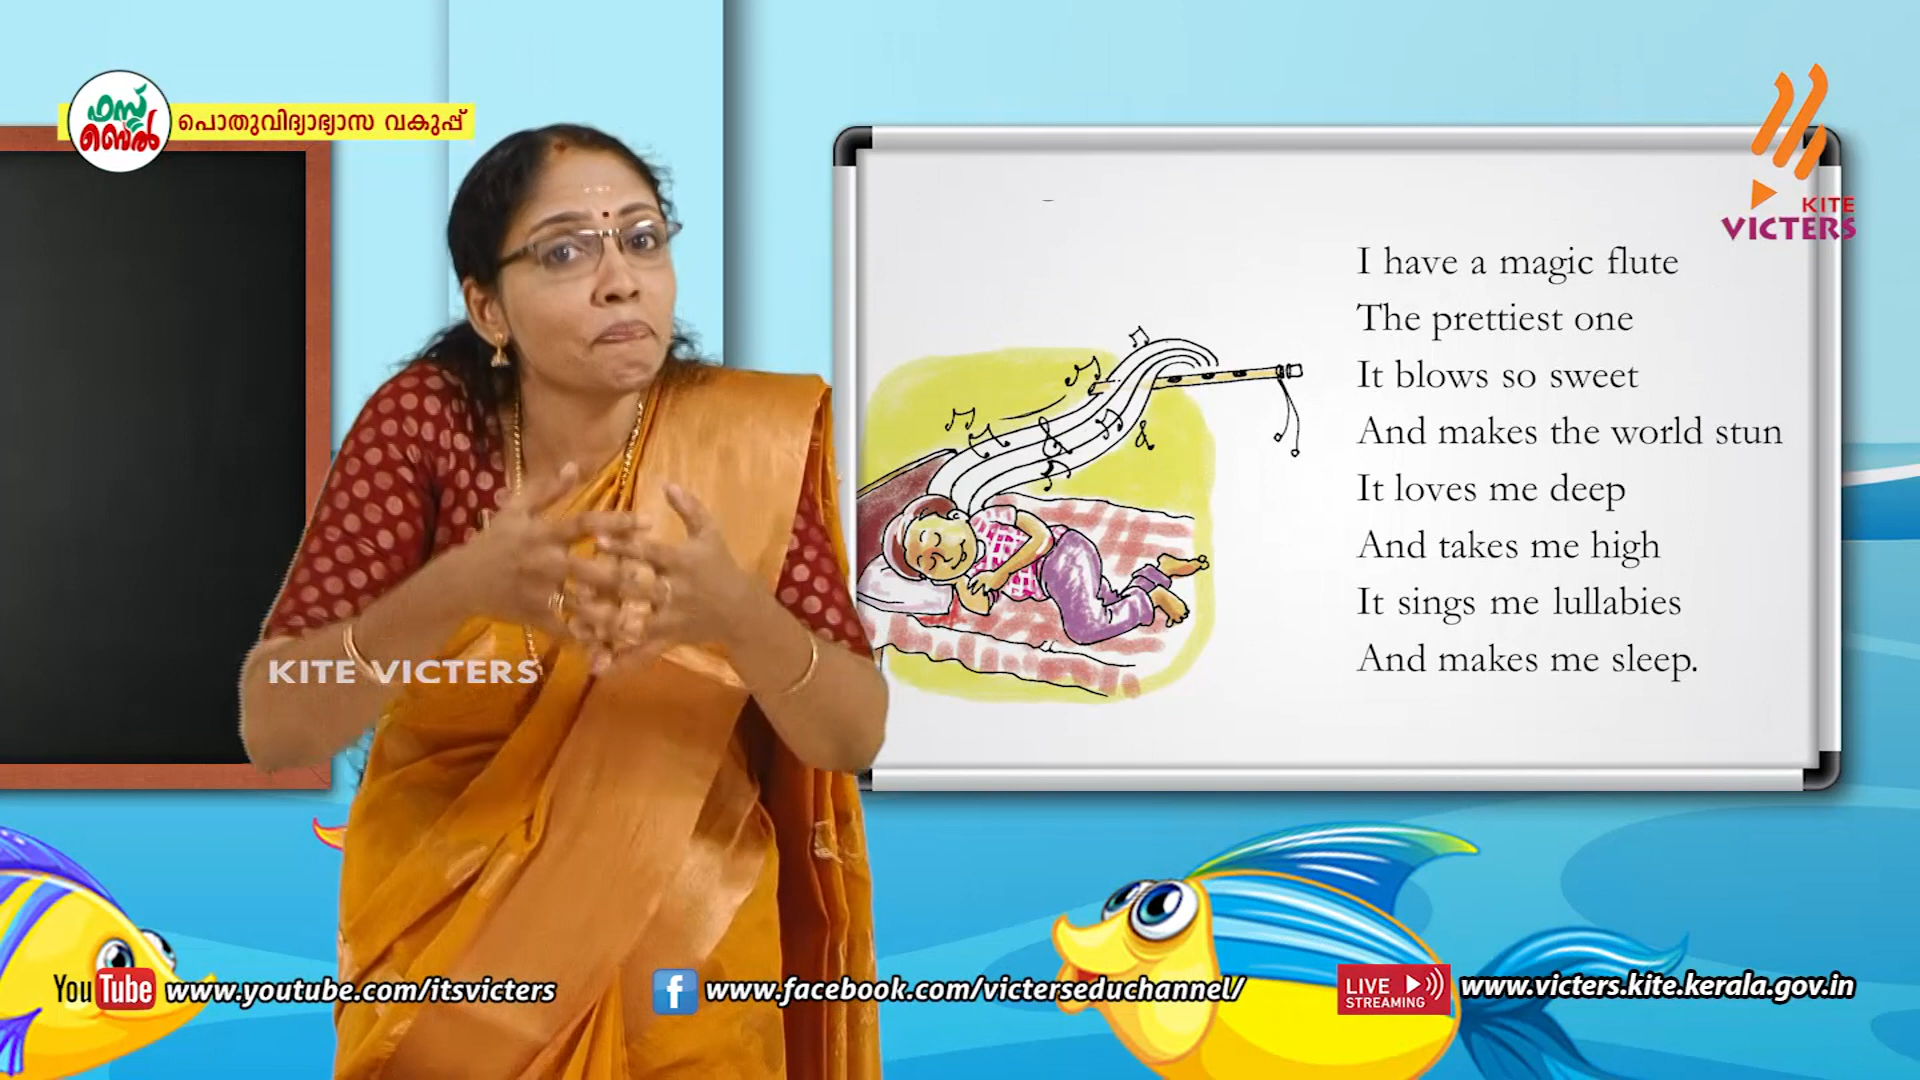 ഫസ്റ്റ്
ബെൽ
പൊതുവിദ്യാഭ്യാസ വകുപ്പ്
KITE
VICTERS
I have a magic flute
The prettiest one
It blows so sweet
And makes the world stun
It loves me deep
And takes me high
It sings me lullabies
And makes me sleep.
KITE VICTERS
YouTube www.youtube.com/itsvicters
f www.facebook.com/victerseduchannel/
LIVE
STREAMING
www.victers.kite.kerala.gov.in